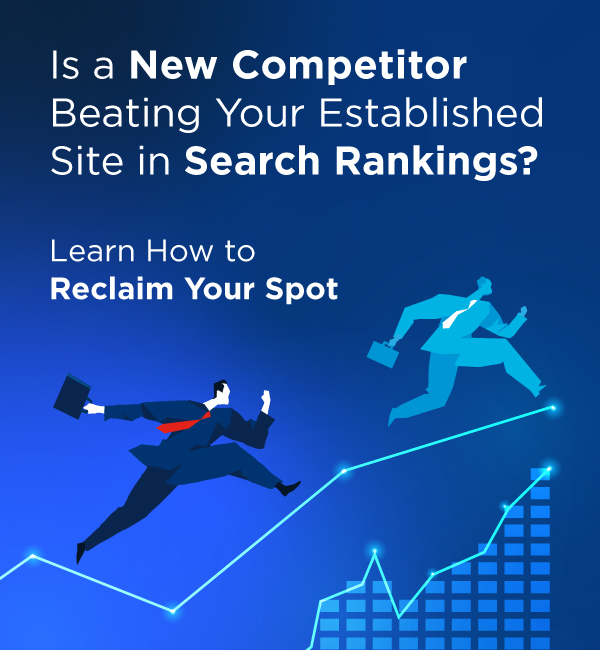 Is a New Competitor
Beating Your Established
Site in Search Rankings?
Learn How to
Reclaim Your Spot